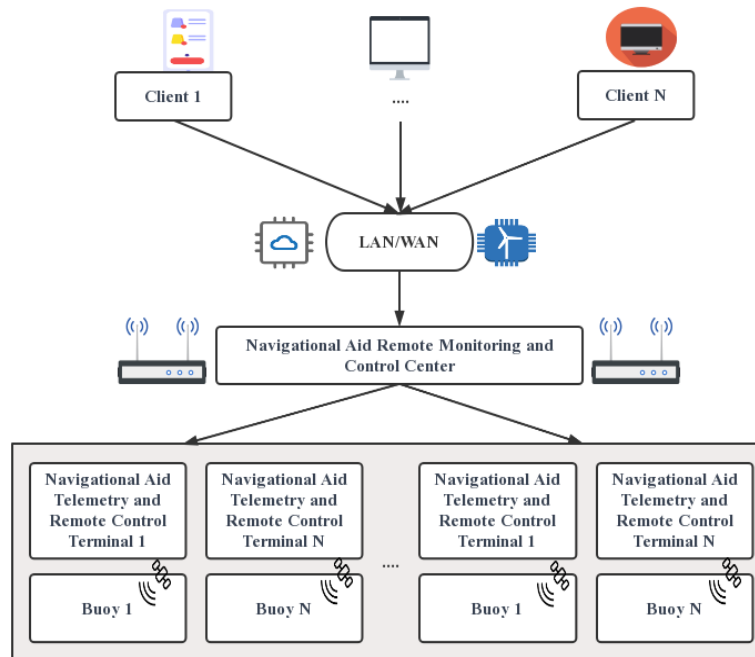 Client 1
....
Client N
LAN/WAN
Navigational Aid Remote Monitoring and
Control Center
Navigational Aid
Telemetry and
Remote Control
Terminal 1
Navigational Aid
Telemetry and
Remote Control
Terminal N
....
Navigational Aid
Telemetry and
Remote Control
Terminal 1
Navigational Aid
Telemetry and
Remote Control
Terminal N
Buoy 1
Buoy N
Buoy 1
Buoy N